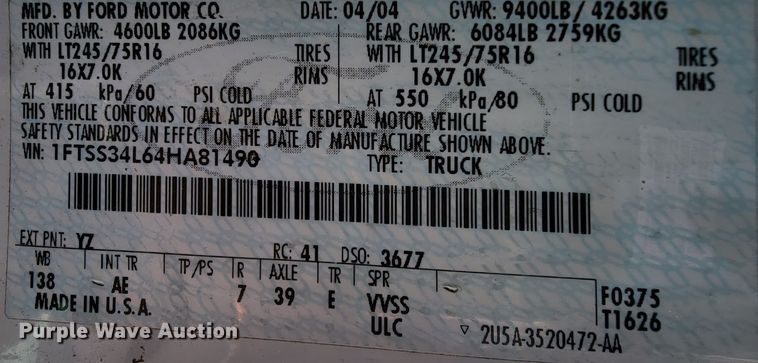 MFD. BY FORD MOTOR CO. DATE: 04/04 GVWR: 9400LB / 4263KG
FRONT GAWR: 4600LB 2086KG REAR GAWR: 6084LB 2759KG
WITH LT245/75R16 TIRES WITH LT245/75R16 TIRES
16X7.0K RIMS 16X7.0K RIMS
AT 415 kPa/60 PSI COLD AT 550 kPa/80 PSI COLD
THIS VEHICLE CONFORMS TO ALL APPLICABLE FEDERAL MOTOR VEHICLE
SAFETY STANDARDS IN EFFECT ON THE DATE OF MANUFACTURE SHOWN ABOVE.
VIN: 1FTSS34L64HA81490 TYPE: TRUCK
EXT PNT: YZ RC: 41 DSO: 3677
WB INT TR TP/PS R AXLE TR SPR
138 AE 7 39 E VVSS F0375
MADE IN U.S.A. ULC T1626
2U5A-3520472-AA
Purple Wave Auction